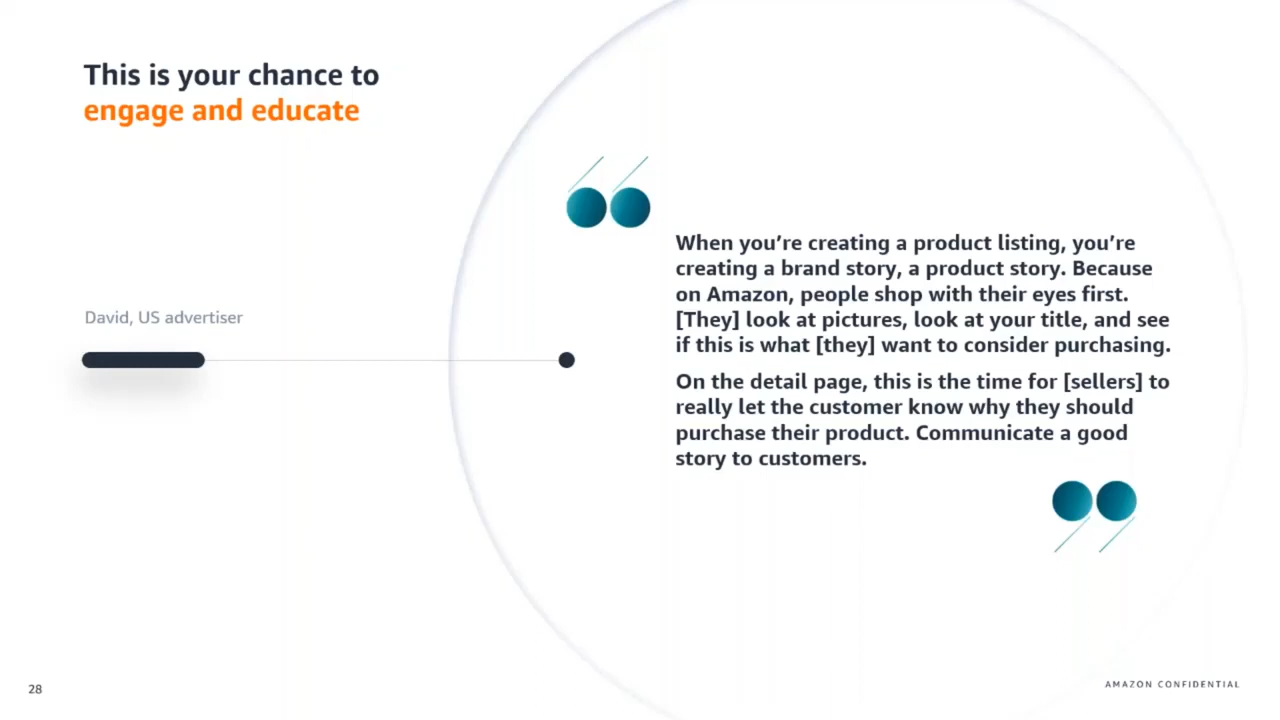 This is your chance to
engage and educate
David, US advertiser
When you’re creating a product listing, you’re
creating a brand story, a product story. Because
on Amazon, people shop with their eyes first.
[They] look at pictures, look at your title, and see
if this is what [they] want to consider purchasing.
On the detail page, this is the time for [sellers] to
really let the customer know why they should
purchase their product. Communicate a good
story to customers.
28
AMAZON CONFIDENTIAL